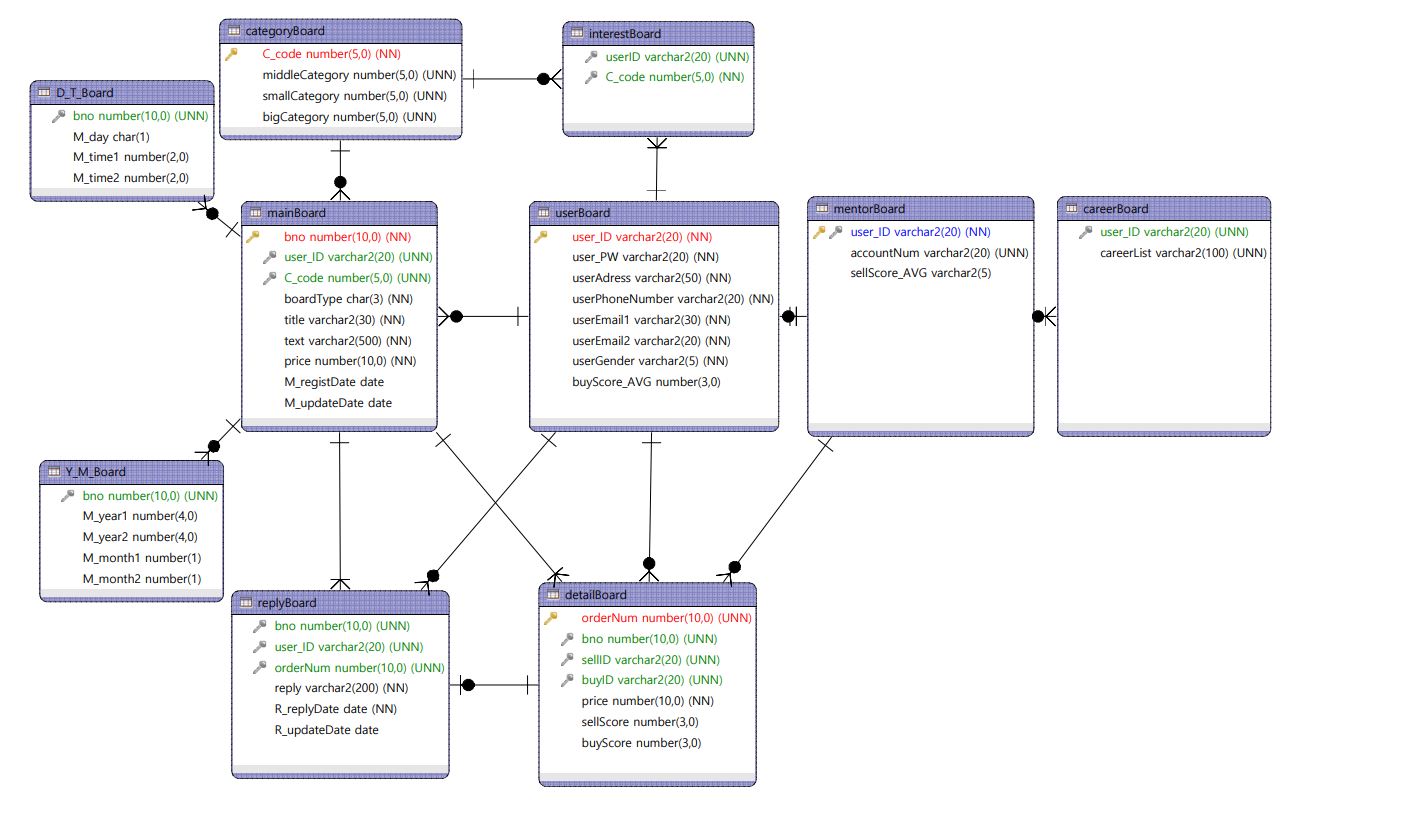 categoryBoard
C_code number(5,0) (NN)
middleCategory number(5,0) (UNN)
smallCategory number(5,0) (UNN)
bigCategory number(5,0) (UNN)
interestBoard
userID varchar2(20) (UNN)
C_code number(5,0) (NN)
D_T_Board
bno number(10,0) (UNN)
M_day char(1)
M_time1 number(2,0)
M_time2 number(2,0)
mainBoard
bno number(10,0) (NN)
user_ID varchar2(20) (UNN)
C_code number(5,0) (UNN)
boardType char(3) (NN)
title varchar2(30) (NN)
text varchar2(500) (NN)
price number(10,0) (NN)
M_registDate date
M_updateDate date
userBoard
user_ID varchar2(20) (NN)
user_PW varchar2(20) (NN)
userAdress varchar2(50) (NN)
userPhoneNumber varchar2(20) (NN)
userEmail1 varchar2(30) (NN)
userEmail2 varchar2(20) (NN)
userGender varchar2(5) (NN)
buyScore_AVG number(3,0)
mentorBoard
user_ID varchar2(20) (NN)
accountNum varchar2(20) (UNN)
sellScore_AVG varchar2(5)
careerBoard
user_ID varchar2(20) (UNN)
careerList varchar2(100) (UNN)
Y_M_Board
bno number(10,0) (UNN)
M_year1 number(4,0)
M_year2 number(4,0)
M_month1 number(1)
M_month2 number(1)
replyBoard
bno number(10,0) (UNN)
user_ID varchar2(20) (UNN)
orderNum number(10,0) (UNN)
reply varchar2(200) (NN)
R_replyDate date (NN)
R_updateDate date
detailBoard
orderNum number(10,0) (UNN)
bno number(10,0) (UNN)
sellID varchar2(20) (UNN)
buyID varchar2(20) (UNN)
price number(10,0) (NN)
sellScore number(3,0)
buyScore number(3,0)